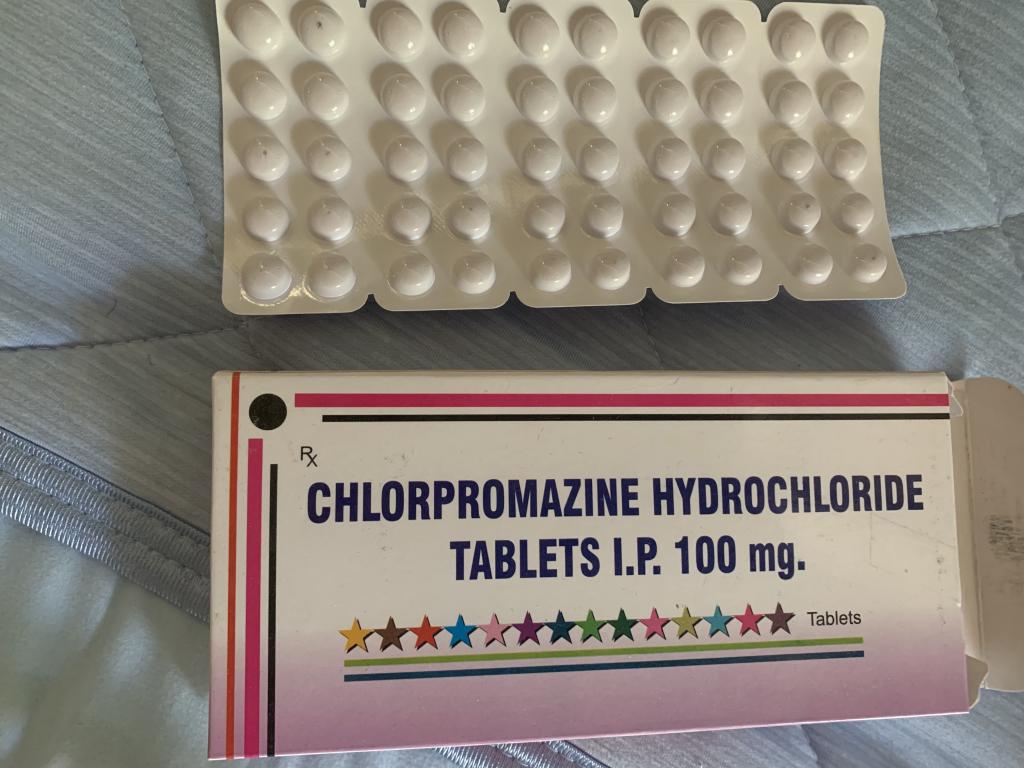 Rx
CHLORPROMAZINE HYDROCHLORIDE
TABLETS I.P. 100 mg.
Tablets